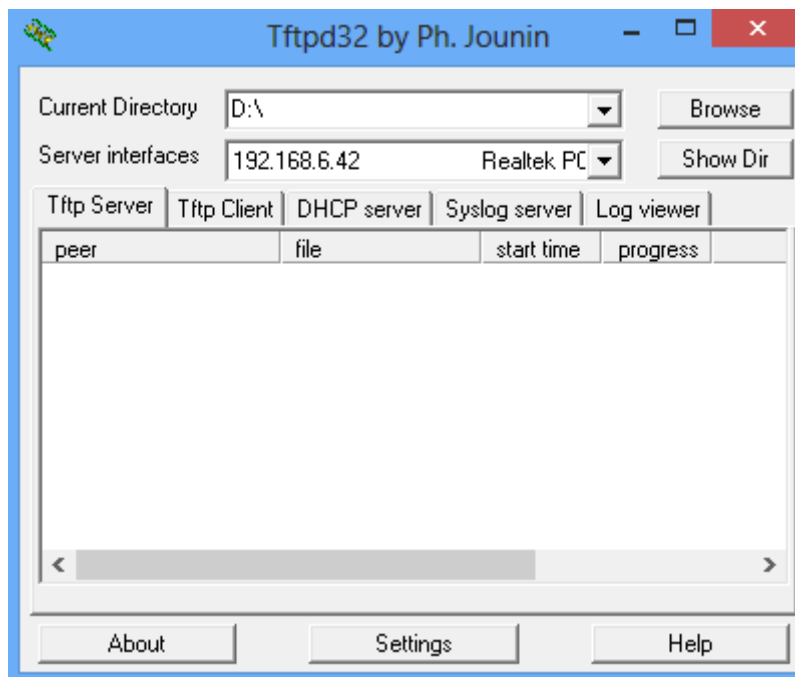 Tftpd32 by Ph. Jounin
Current Directory D:\ Browse
Server interfaces 192.168.6.42 Realtek PC Show Dir
Tftp Server Tftp Client DHCP server Syslog server Log viewer
peer file start time progress
About Settings Help